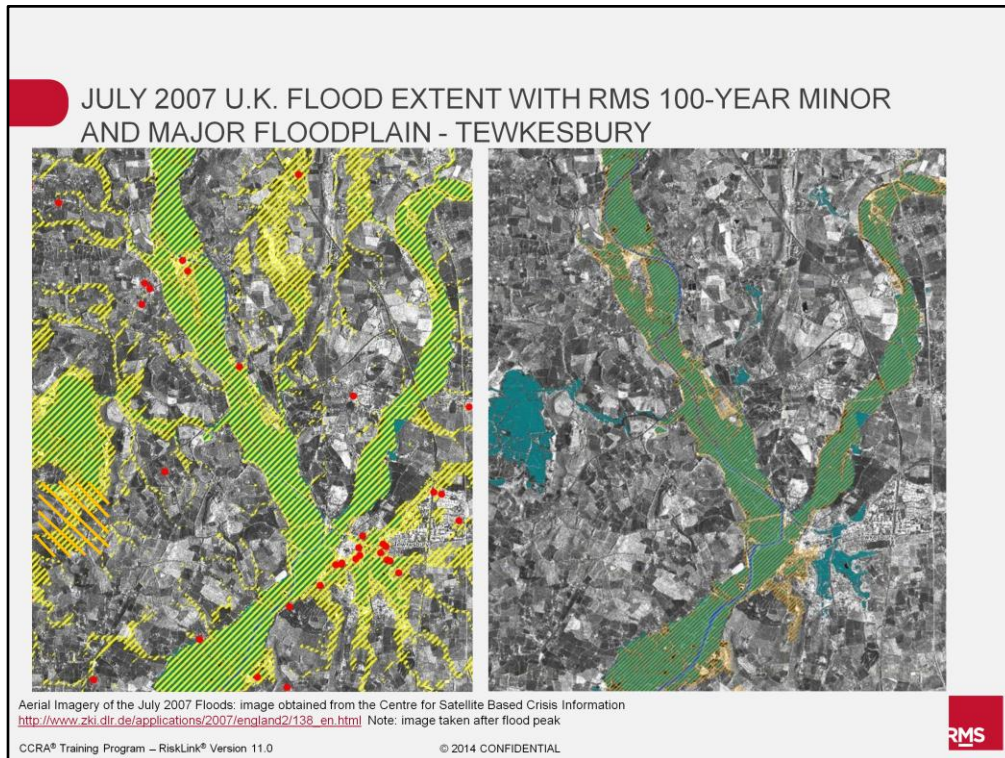 JULY 2007 U.K. FLOOD EXTENT WITH RMS 100-YEAR MINOR
AND MAJOR FLOODPLAIN - TEWKESBURY
Aerial Imagery of the July 2007 Floods: image obtained from the Centre for Satellite Based Crisis Information
http://www.zki.dlr.de/applications/2007/england2/138_en.html Note: image taken after flood peak
CCRA® Training Program – RiskLink® Version 11.0
© 2014 CONFIDENTIAL
RMS